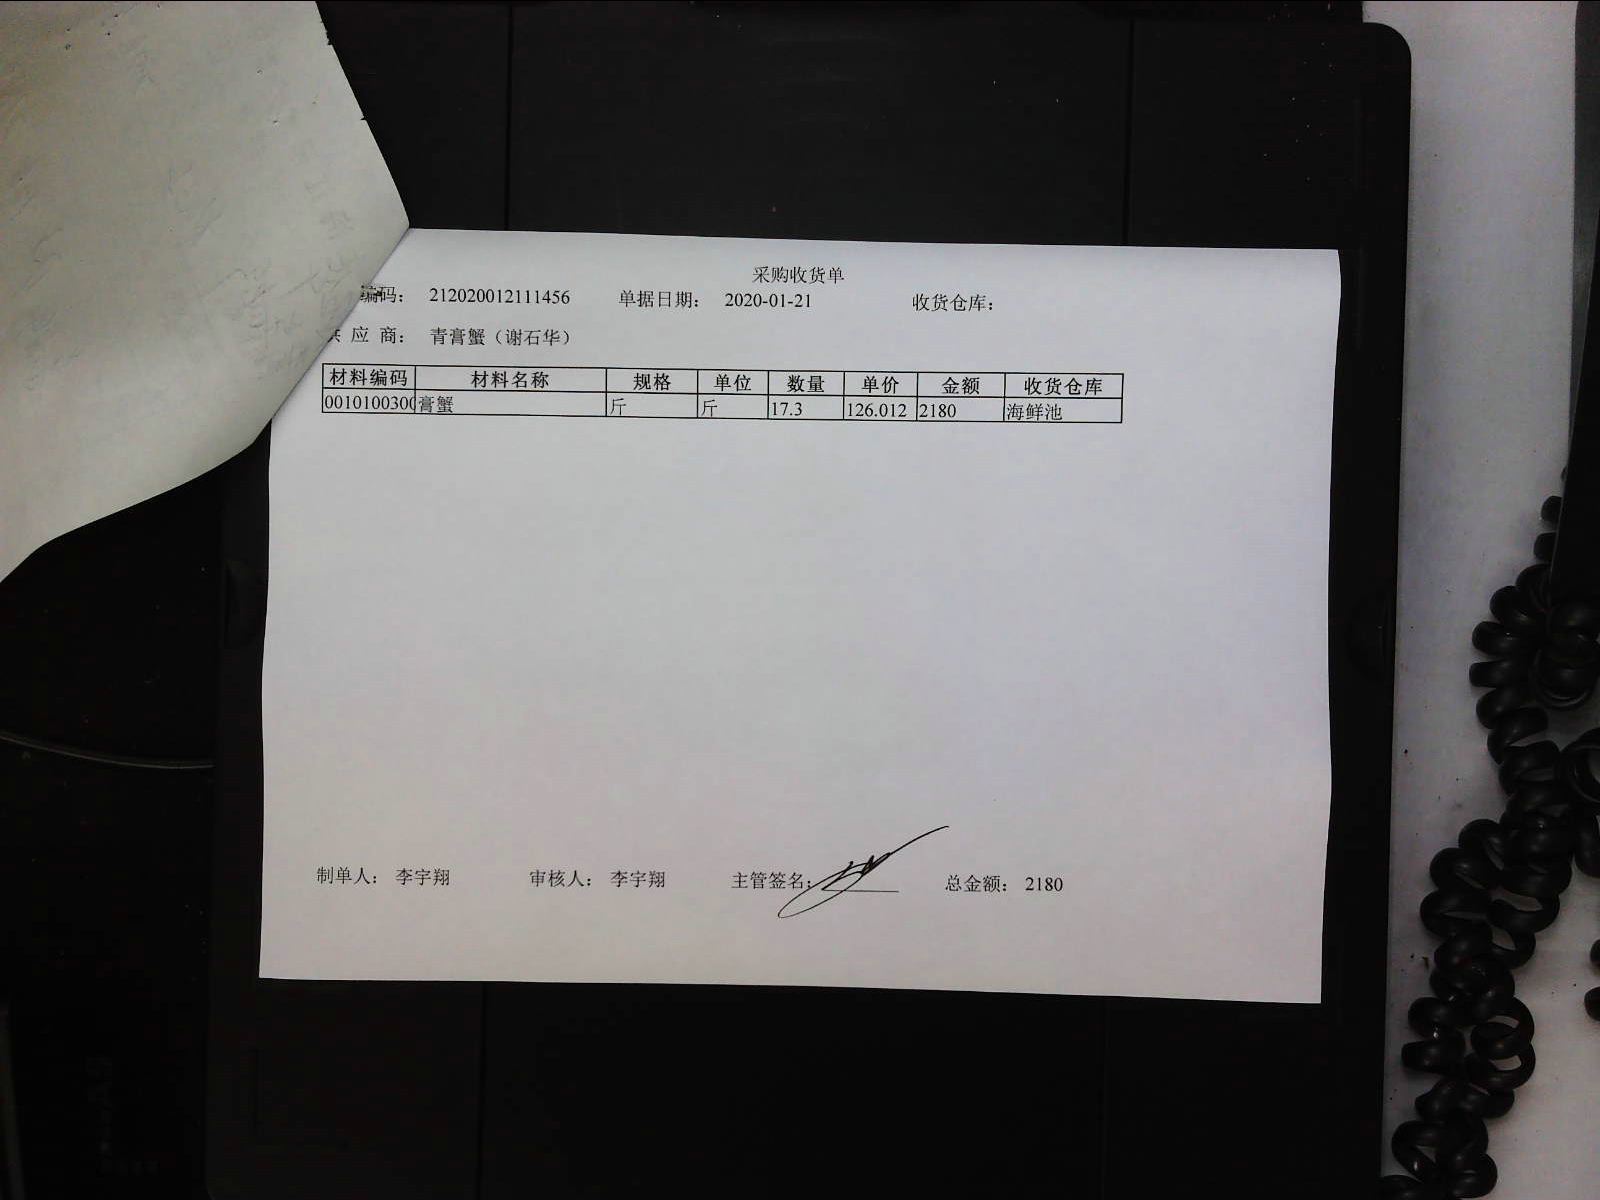 采购收货单
编码： 212020012111456 单据日期： 2020-01-21 收货仓库：
应 商： 青膏蟹（谢石华）
材料编码 材料名称 规格 单位 数量 单价 金额 收货仓库
0010100300 膏蟹 斤 斤 17.3 126.012 2180 海鲜池
制单人： 李宇翔 审核人： 李宇翔 主管签名： 总金额： 2180